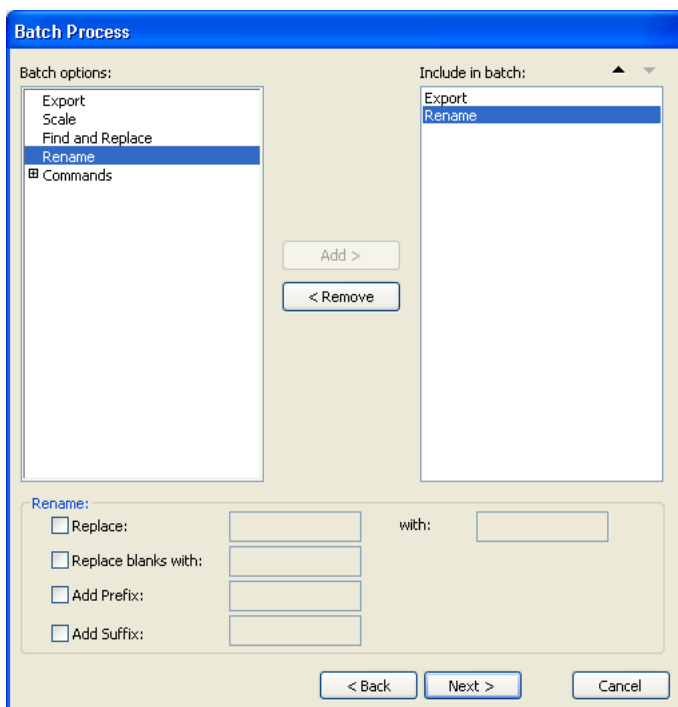 Batch Process
Batch options:
Include in batch:
Export
Scale
Find and Replace
Rename
Commands
Export
Rename
Add >
< Remove
Rename:
Replace:
with:
Replace blanks with:
Add Prefix:
Add Suffix:
< Back
Next >
Cancel